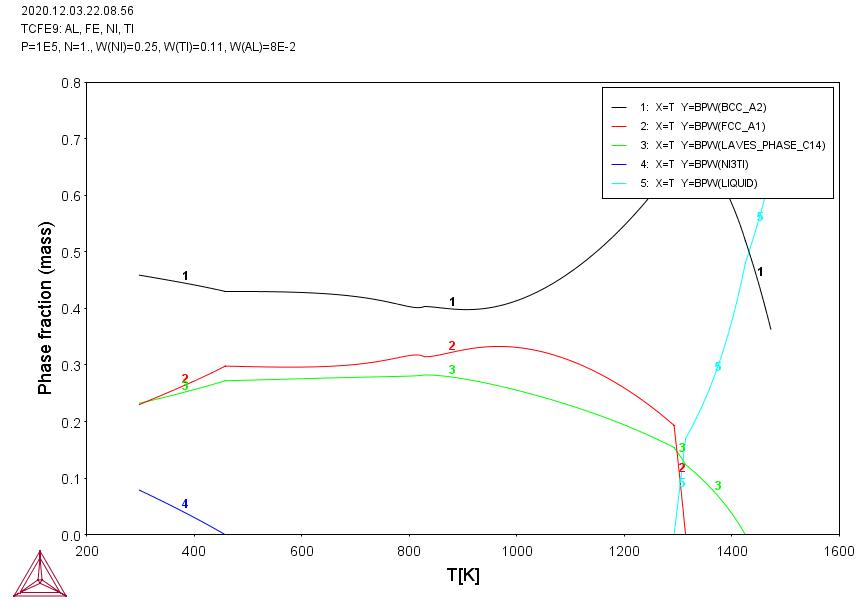 2020.12.03.22.08.56
TCFE9: AL, FE, NI, TI
P=1E5, N=1., W(NI)=0.25, W(TI)=0.11, W(AL)=8E-2
0.8
0.7
0.6
0.5
0.4
0.3
0.2
0.1
0.0
Phase fraction (mass)
1: X=T Y=BPW(BCC_A2)
2: X=T Y=BPW(FCC_A1)
3: X=T Y=BPW(LAVES_PHASE_C14)
4: X=T Y=BPW(NI3TI)
5: X=T Y=BPW(LIQUID)
5
1 1 1
2 2 5
2 3 3
3 2
5 3
4
200 400 600 800 1000 1200 1400 1600
T[K]